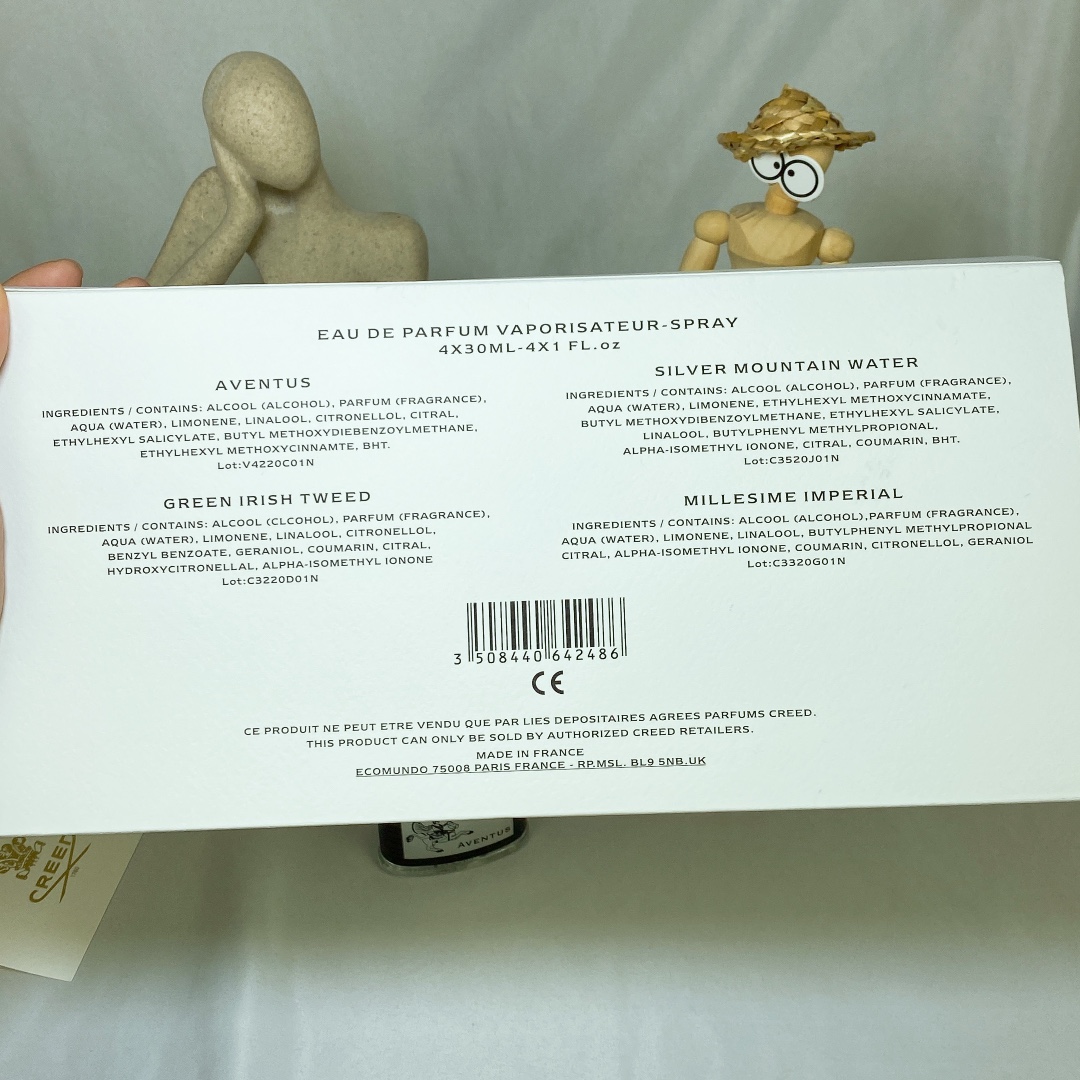 EAU DE PARFUM VAPORISATEUR-SPRAY
4X30ML-4X1 FL.oz
AVENTUS
INGREDIENTS / CONTAINS: ALCOOL (ALCOHOL), PARFUM (FRAGRANCE),
AQUA (WATER), LIMONENE, LINALOOL, CITRONELLOL, CITRAL,
ETHYLHEXYL SALICYLATE, BUTYL METHOXYDIEBENZOYLMETHANE,
ETHYLHEXYL METHOXYCINNAMTE, BHT.
Lot:V4220C01N
SILVER MOUNTAIN WATER
INGREDIENTS / CONTAINS: ALCOOL (ALCOHOL), PARFUM (FRAGRANCE),
AQUA (WATER), LIMONENE, ETHYLHEXYL METHOXYCINNAMATE,
BUTYL METHOXYDIBENZOYLMETHANE, ETHYLHEXYL SALICYLATE,
LINALOOL, BUTYLPHENYL METHYLPROPIONAL,
ALPHA-ISOMETHYL IONONE, CITRAL, COUMARIN, BHT.
Lot:C3520J01N
GREEN IRISH TWEED
INGREDIENTS / CONTAINS: ALCOOL (CLCOHOL), PARFUM (FRAGRANCE),
AQUA (WATER), LIMONENE, LINALOOL, CITRONELLOL,
BENZYL BENZOATE, GERANIOL, COUMARIN, CITRAL,
HYDROXYCITRONELLAL, ALPHA-ISOMETHYL IONONE
Lot:C3220D01N
MILLESIME IMPERIAL
INGREDIENTS / CONTAINS: ALCOOL (ALCOHOL),PARFUM (FRAGRANCE),
AQUA (WATER), LIMONENE, LINALOOL, BUTYLPHENYL METHYLPROPIONAL
CITRAL, ALPHA-ISOMETHYL IONONE, COUMARIN, CITRONELLOL, GERANIOL
Lot:C3320G01N
3 508440 642486
CE
CE PRODUIT NE PEUT ETRE VENDU QUE PAR LIES DEPOSITAIRES AGREES PARFUMS CREED.
THIS PRODUCT CAN ONLY BE SOLD BY AUTHORIZED CREED RETAILERS.
MADE IN FRANCE
ECOMUNDO 75008 PARIS FRANCE - RP.MSL. BL9 5NB.UK
AVENTUS
CREED